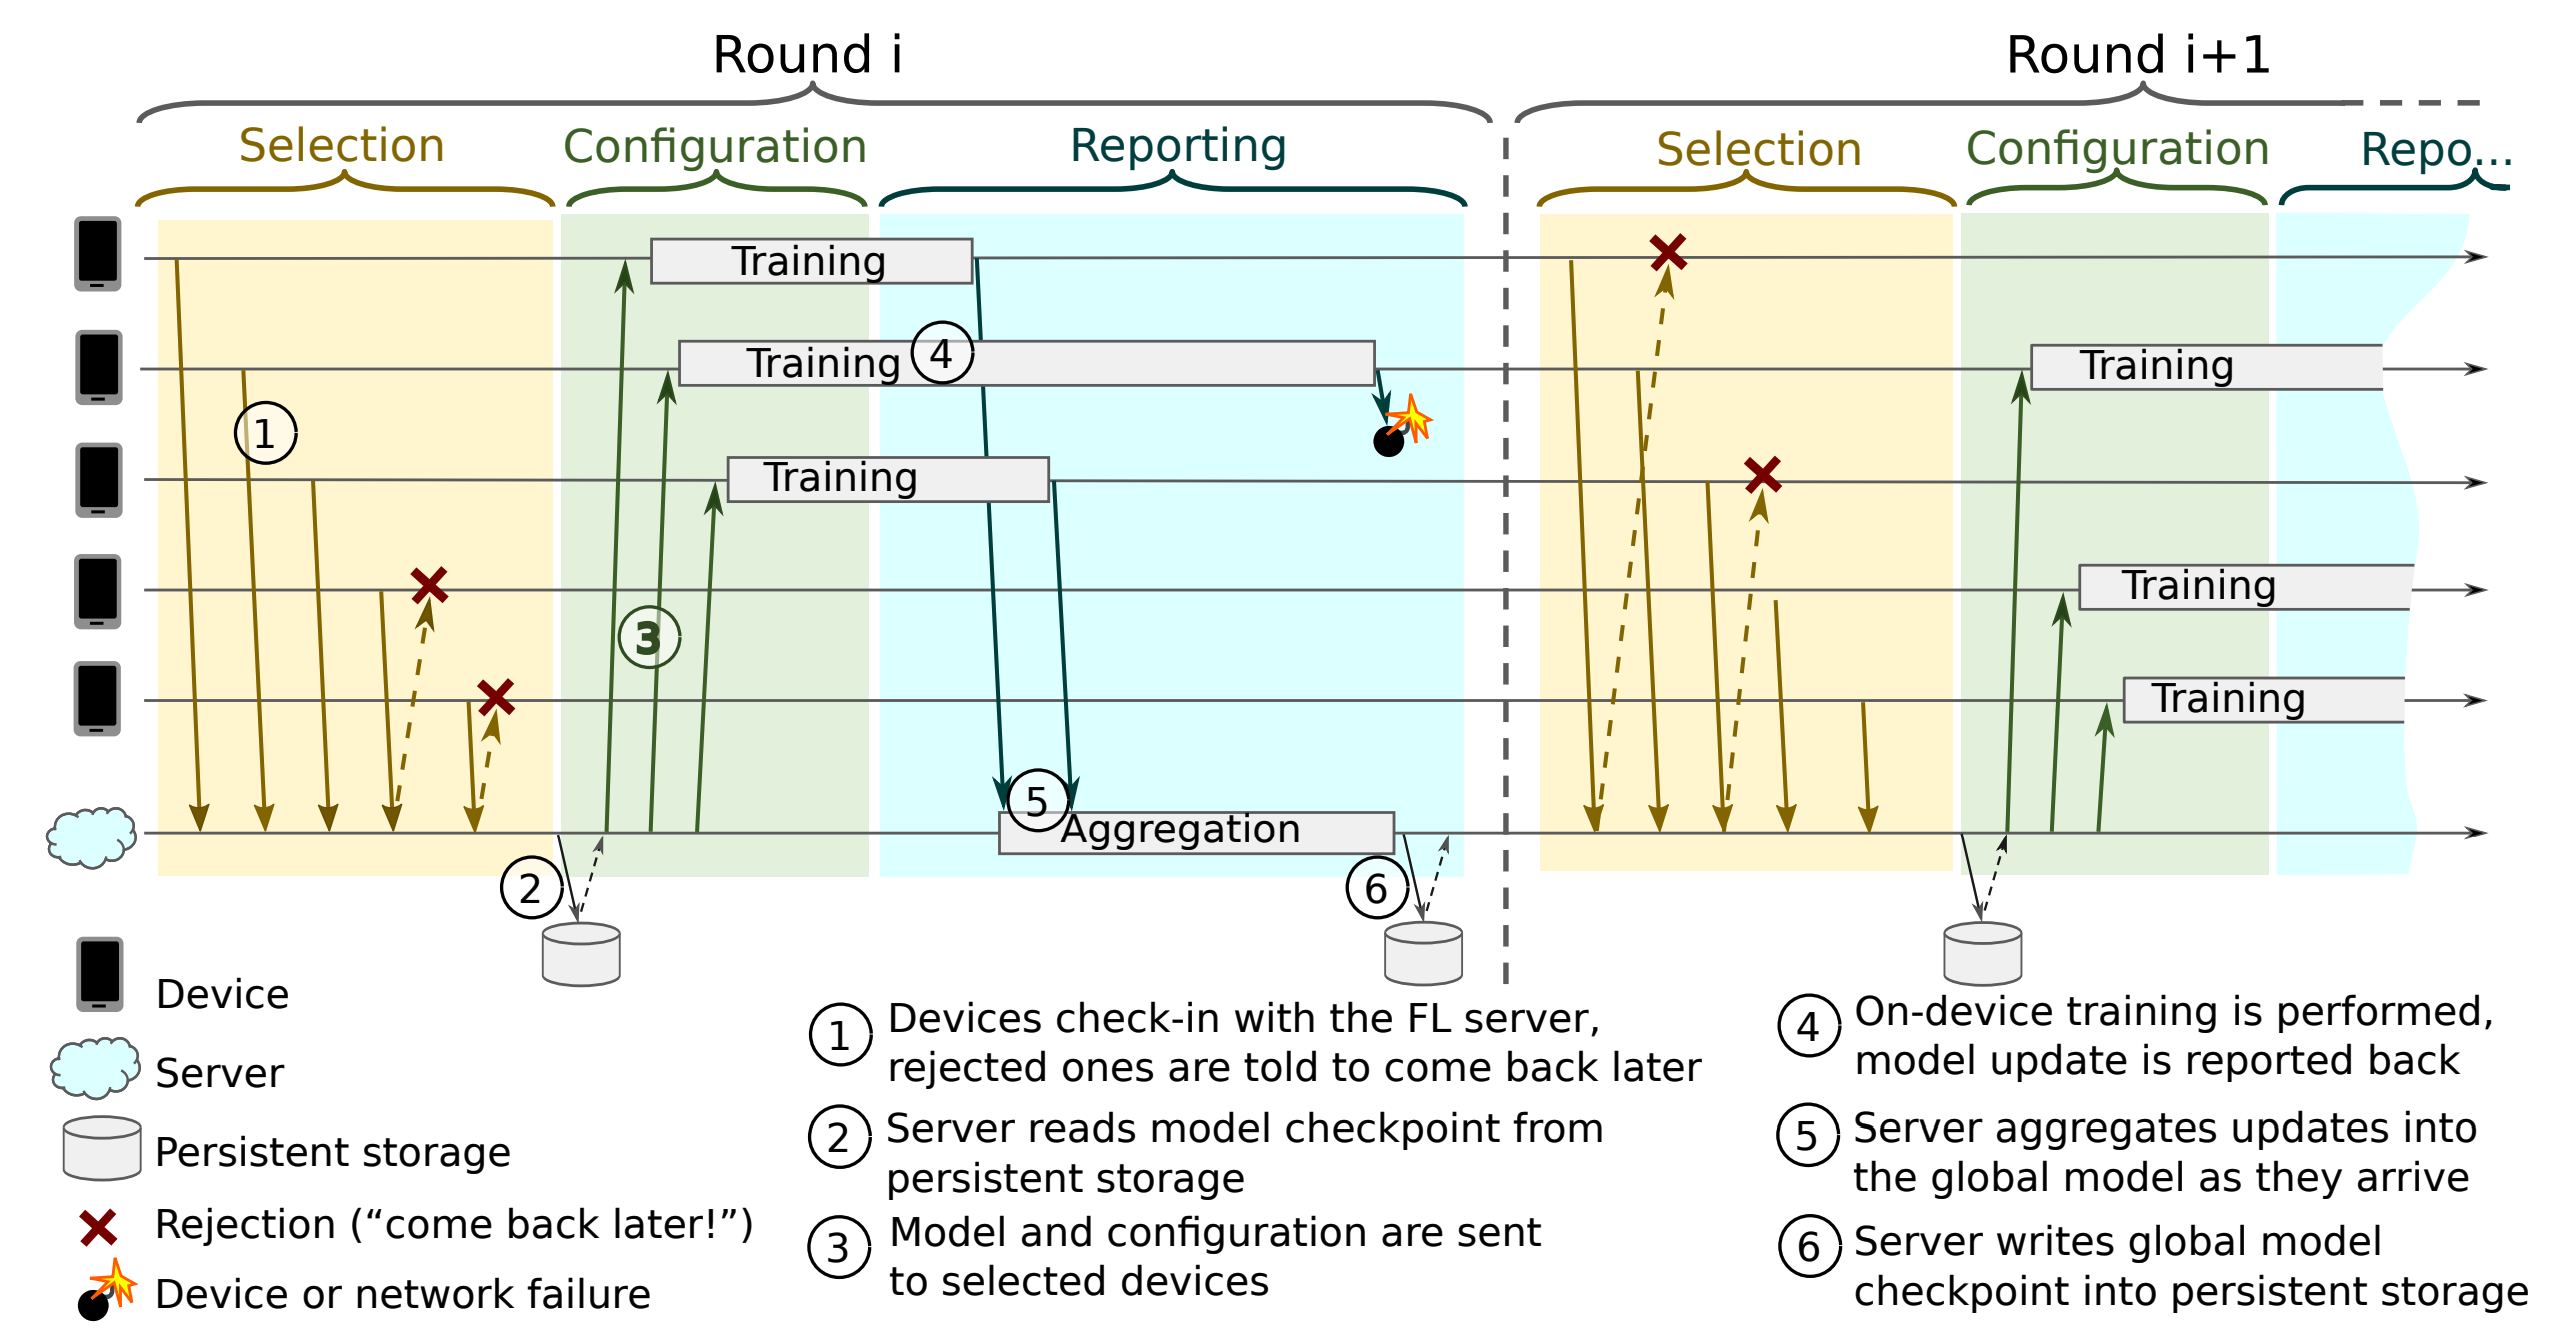 Round i
Round i+1
Selection
Configuration
Reporting
Selection
Configuration
Repo...
Training
Training
4
Training
1
3
Training
Training
Training
5
Aggregation
2
6
Device
Server
Persistent storage
Rejection (“come back later!”)
Device or network failure
1
Devices check-in with the FL server,
rejected ones are told to come back later
2
Server reads model checkpoint from
persistent storage
3
Model and configuration are sent
to selected devices
4
On-device training is performed,
model update is reported back
5
Server aggregates updates into
the global model as they arrive
6
Server writes global model
checkpoint into persistent storage